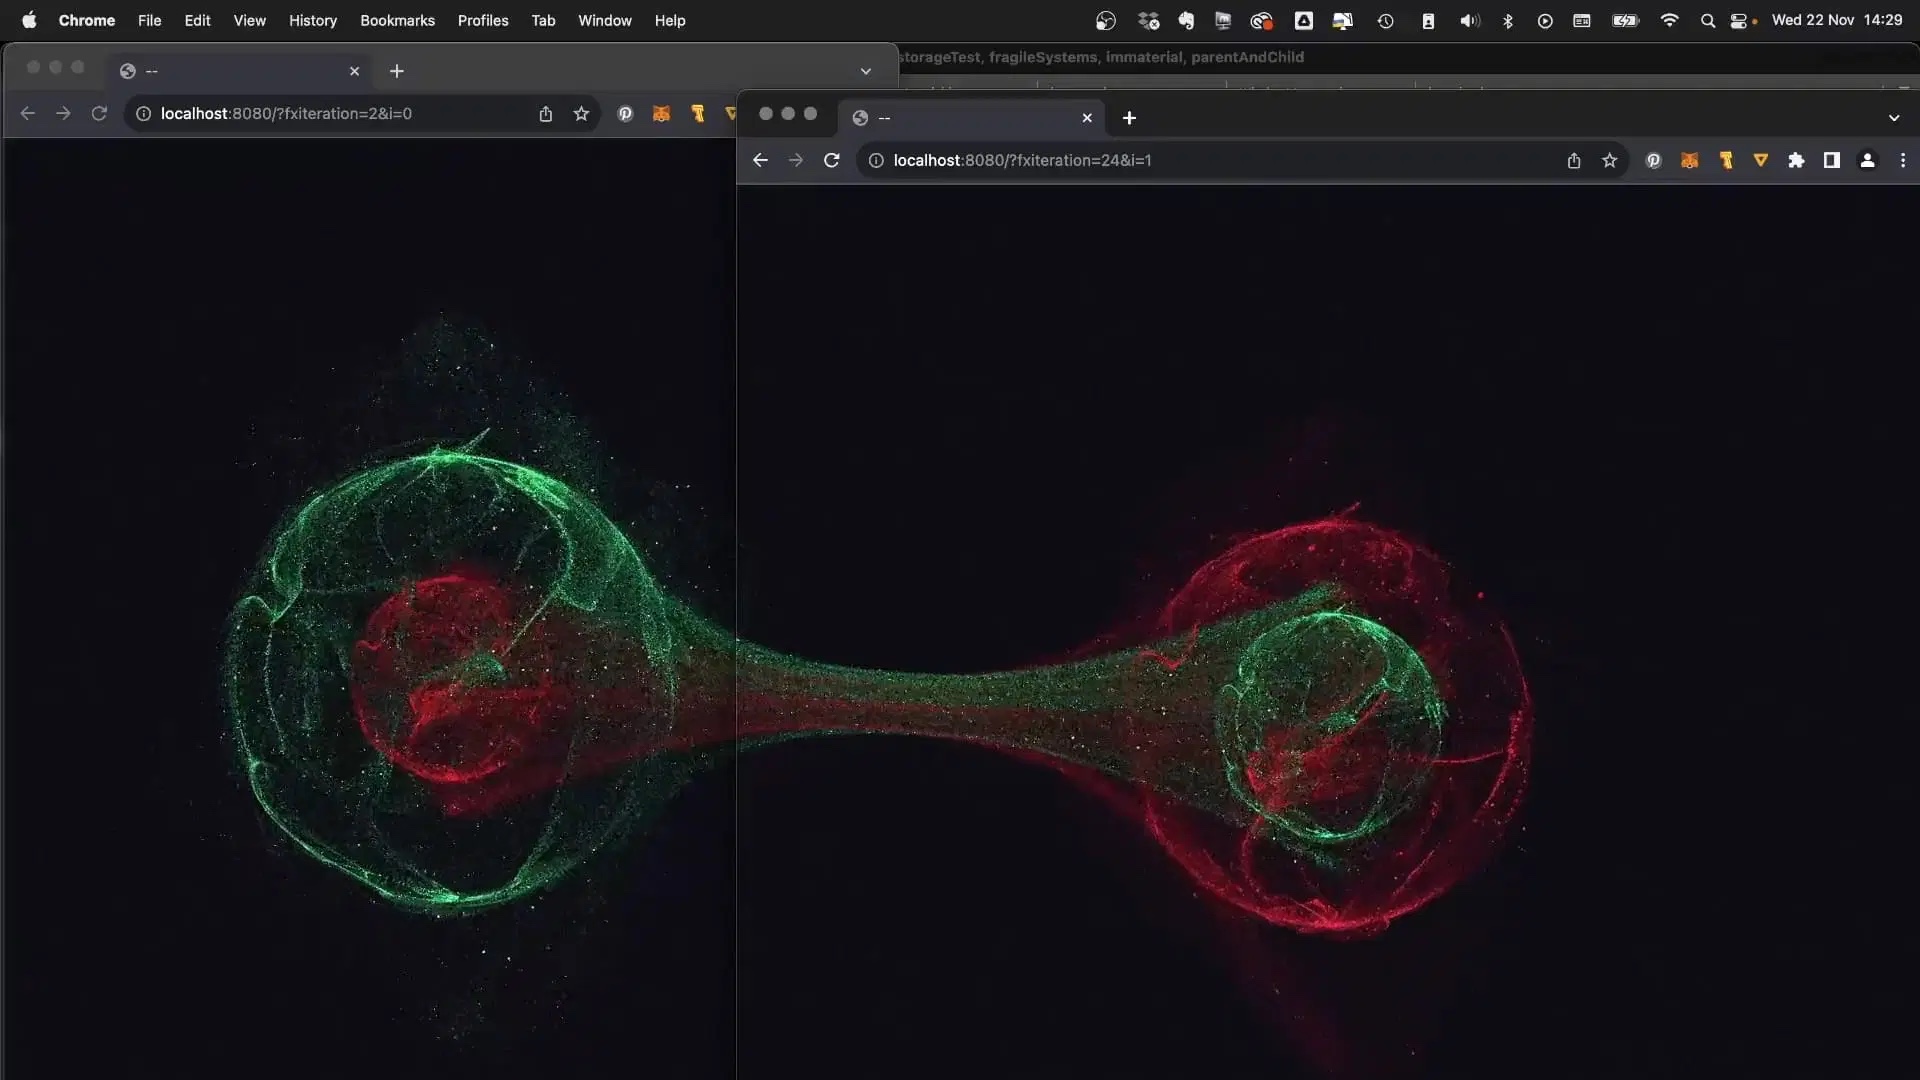 Chrome File Edit View History Bookmarks Profiles Tab Window Help Wed 22 Nov 14:29
storageTest, fragileSystems, immaterial, parentAndChild
--
localhost:8080/?fxiteration=2&i=0
--
localhost:8080/?fxiteration=24&i=1